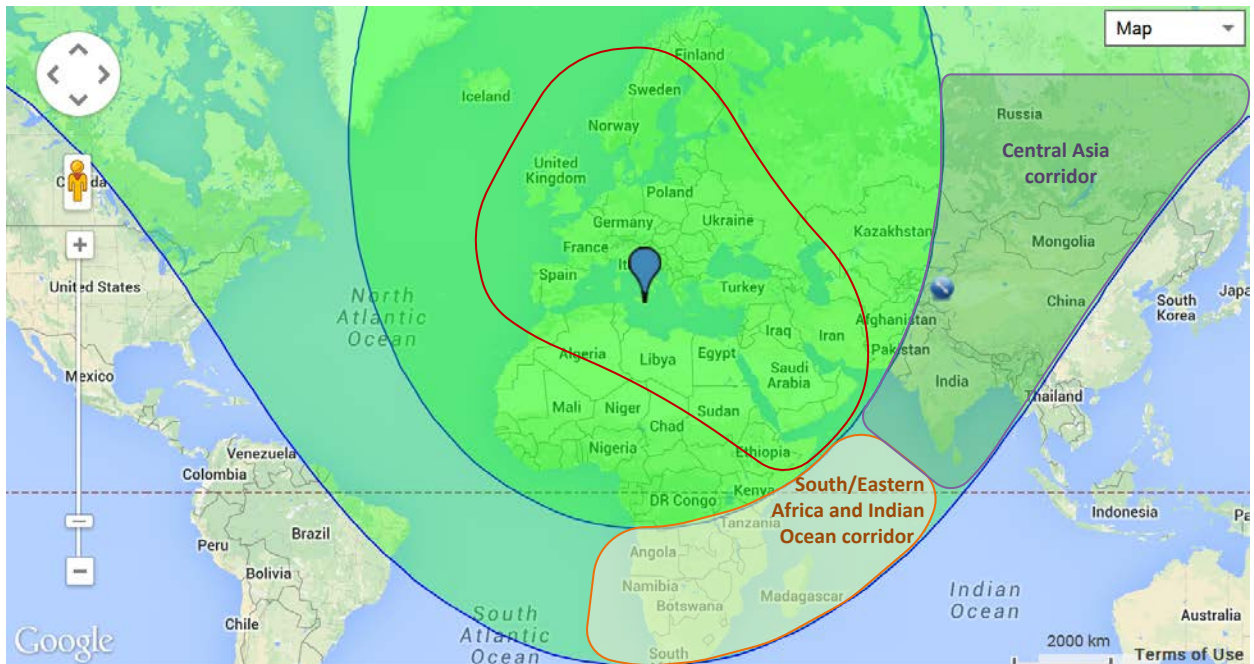 Map
Finland
Iceland
Sweden
Russia
Norway
Central Asia
corridor
United
Kingdom
Canada
Poland
Germany
Ukraine
Kazakhstan
Mongolia
France
Spain
Turkey
United States
North
Atlantic
Ocean
China
South
Korea
Iraq
Iran
Afghanistan
Pakistan
Algeria
Libya
Egypt
Saudi
Arabia
India
Mexico
Thailand
Mali
Niger
Chad
Sudan
Nigeria
Ethiopia
Venezuela
Colombia
DR Congo
Kenya
Tanzania
South/Eastern
Africa and Indian
Ocean corridor
Indonesia
Brazil
Peru
Angola
Bolivia
Namibia
Botswana
Madagascar
Indian
Ocean
South
Atlantic
Ocean
Chile
Australia
Google
South
2000 km
Terms of Use